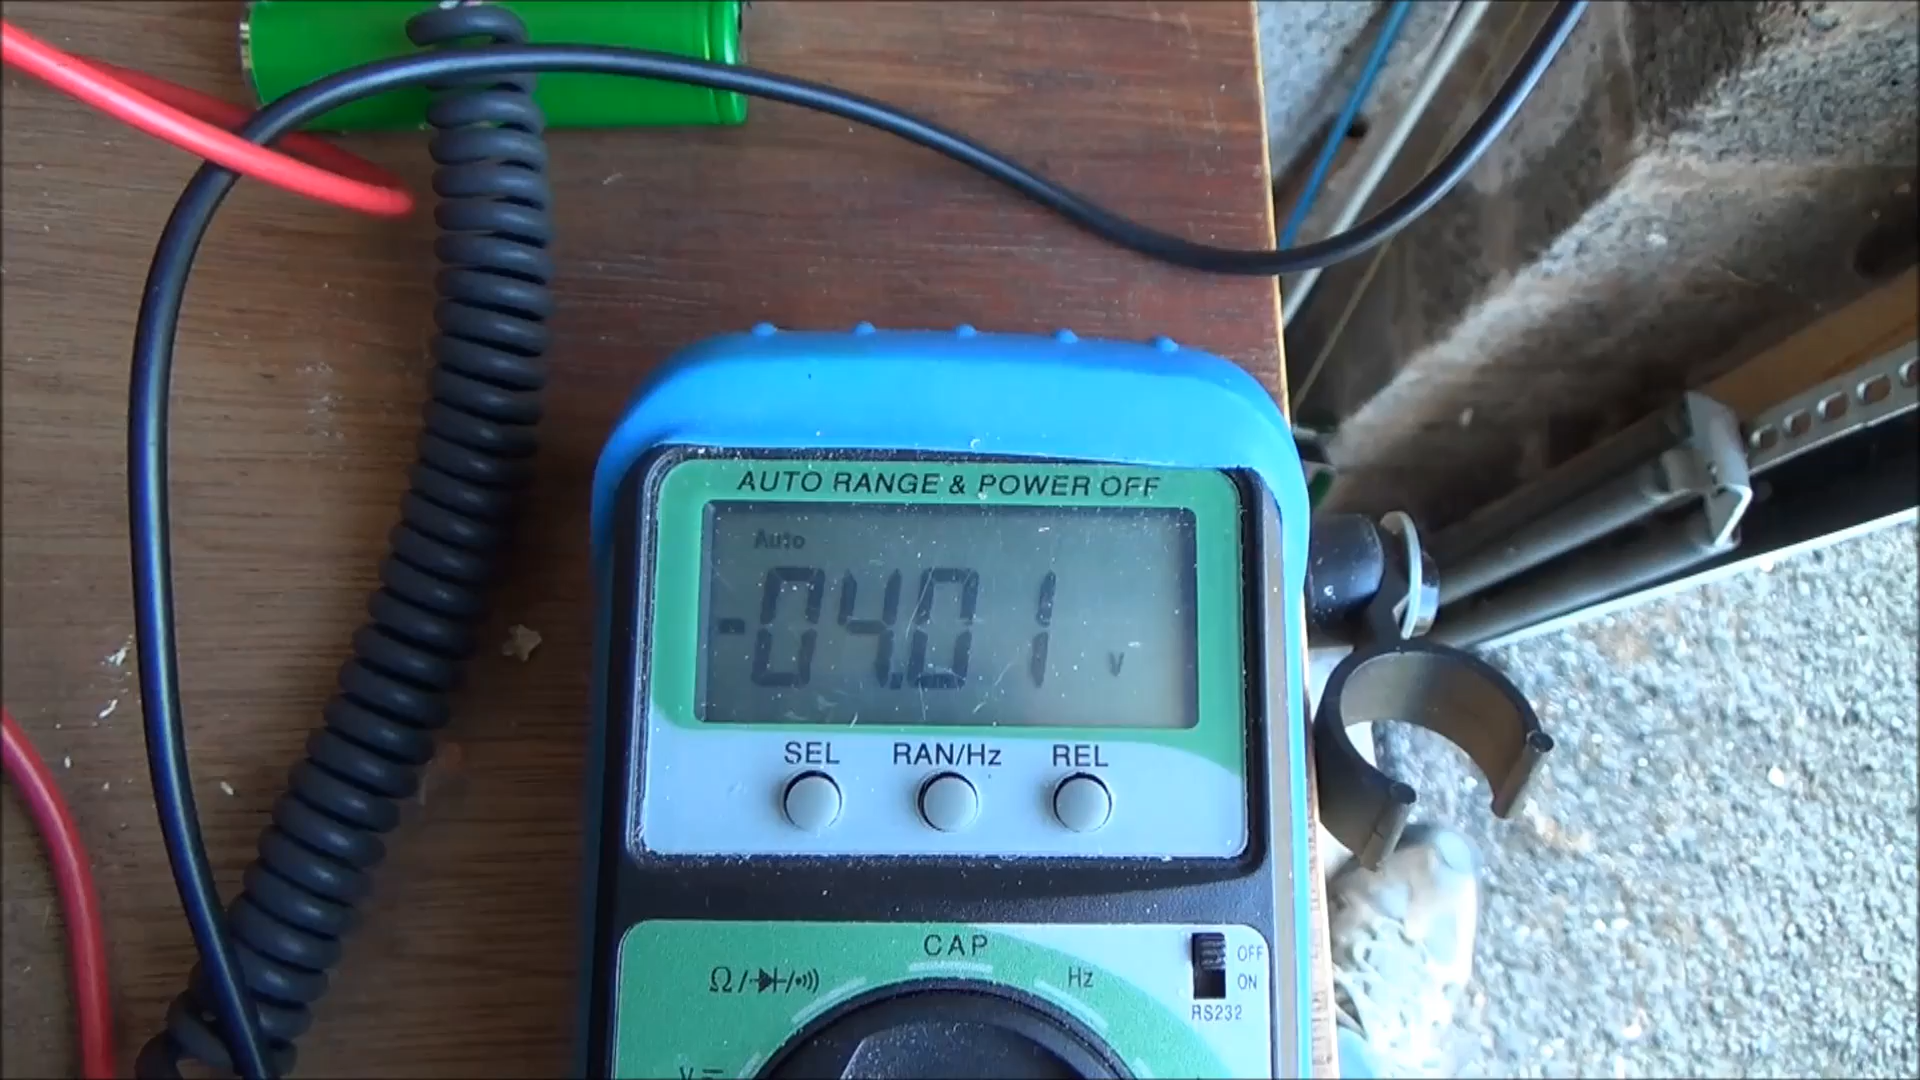 AUTO RANGE & POWER OFF
Auto
-04.01 V
SEL RAN/Hz REL
CAP
Ω/ /
Hz
OFF
ON
RS232
V